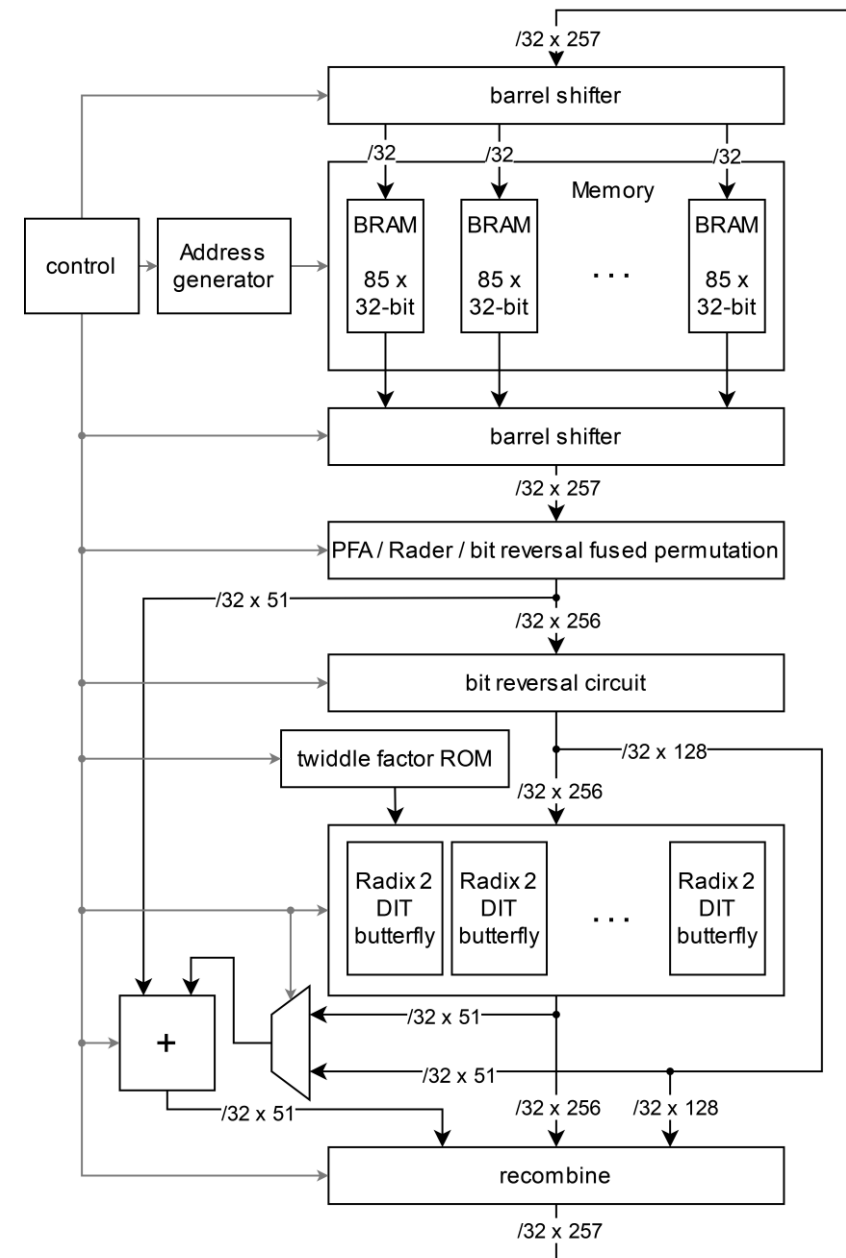 /32 x 257
barrel shifter
/32
/32
/32
Memory
BRAM
85 x
32-bit
BRAM
85 x
32-bit
. . .
BRAM
85 x
32-bit
control
Address
generator
barrel shifter
/32 x 257
PFA / Rader / bit reversal fused permutation
/32 x 51
/32 x 256
bit reversal circuit
twiddle factor ROM
/32 x 128
/32 x 256
Radix 2
DIT
butterfly
Radix 2
DIT
butterfly
. . .
Radix 2
DIT
butterfly
/32 x 51
+
/32 x 51
/32 x 51
/32 x 256
/32 x 128
recombine
/32 x 257